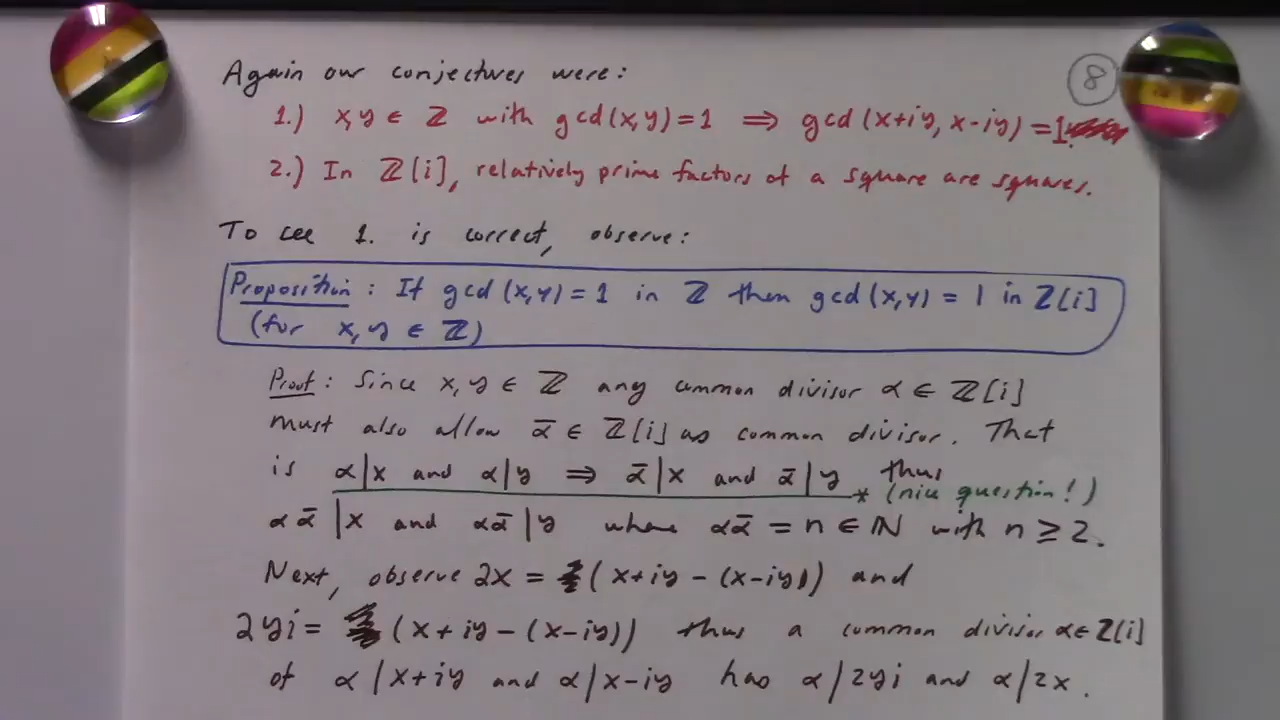 Again our conjectures were: ⑧
1.) x,y ∈ ℤ with gcd(x,y)=1 ⇒ gcd(x+iy, x-iy) = 1
2.) In ℤ[i], relatively prime factors of a square are squares.
To see 1. is correct, observe:
Proposition: If gcd(x,y)=1 in ℤ then gcd(x,y) = 1 in ℤ[i]
(for x,y ∈ ℤ)
Proof: Since x,y ∈ ℤ any common divisor α ∈ ℤ[i]
must also allow ᾱ ∈ ℤ[i] as common divisor. That
is α|x and α|y ⇒ ᾱ|x and ᾱ|y thus
* (nice question!)
αᾱ|x and αᾱ|y where αᾱ = n ∈ ℕ with n ≥ 2.
Next, observe 2x = (x+iy - (x-iy)) and
2yi = (x+iy - (x-iy)) thus a common divisor α∈ℤ[i]
of α|x+iy and α|x-iy has α|2yi and α|2x.